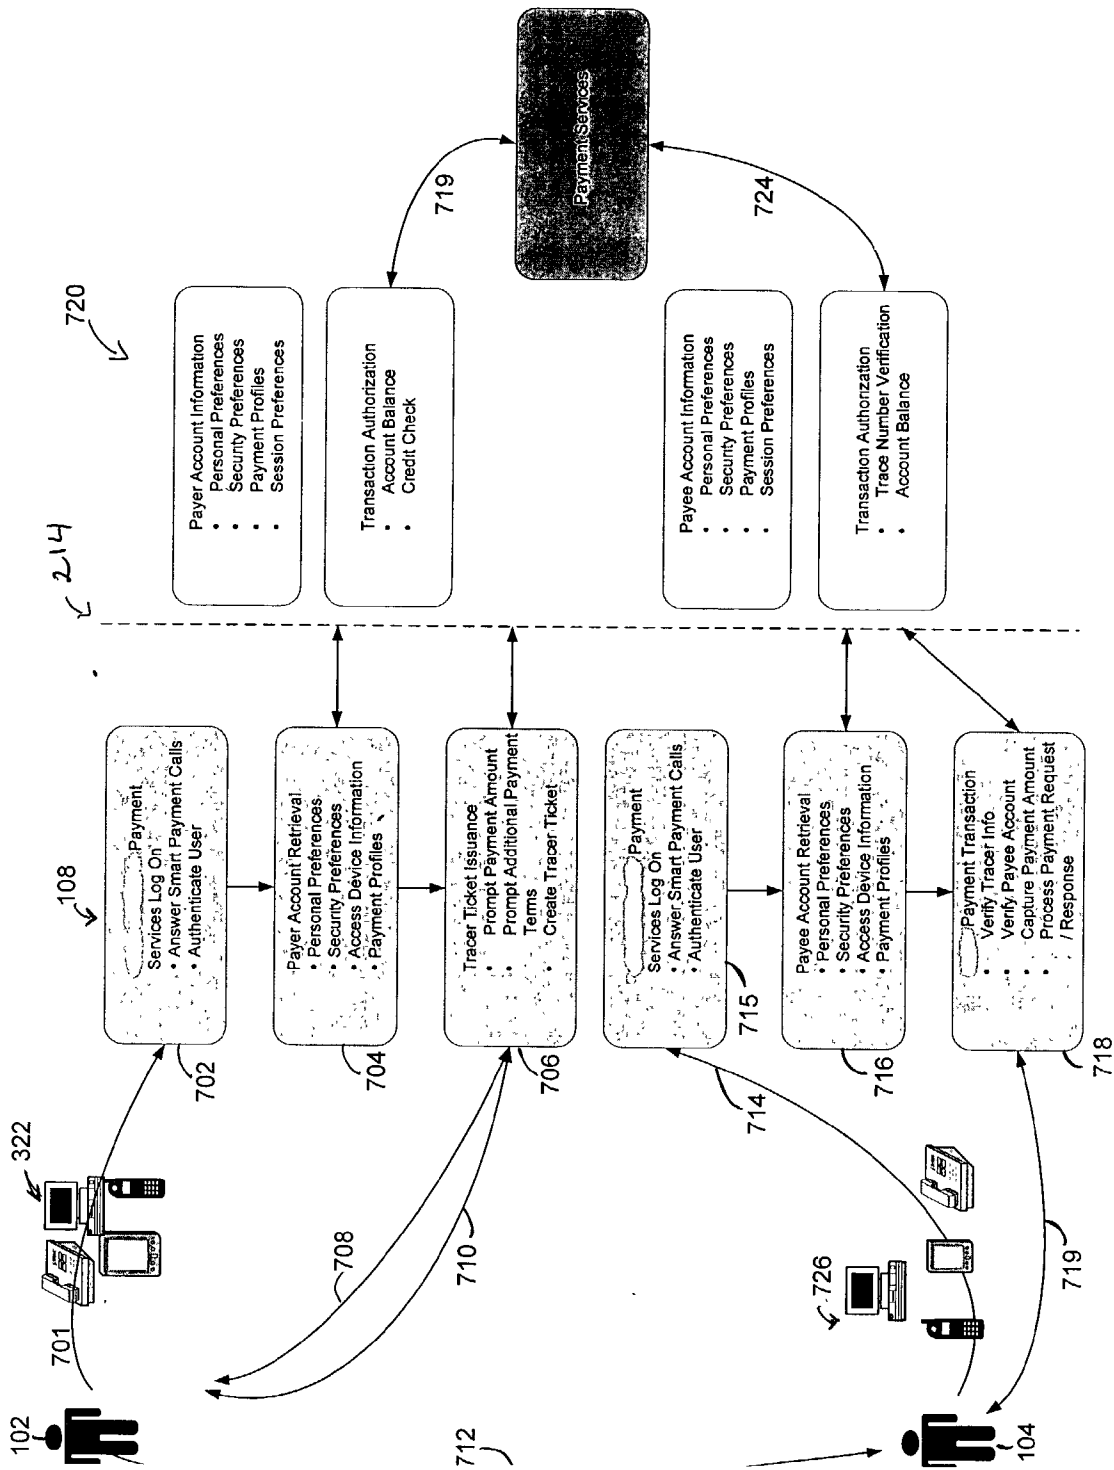 720
214
108
Payer Account Information
• Personal Preferences
• Security Preferences
• Payment Profiles
• Session Preferences
Transaction Authorization
• Account Balance
• Credit Check
719
Payment Services
724
Payee Account Information
• Personal Preferences
• Security Preferences
• Payment Profiles
• Session Preferences
Transaction Authorization
• Trace Number Verification
• Account Balance
Payment
Services Log On
• Answer Smart Payment Calls
• Authenticate User
702
Payer Account Retrieval
• Personal Preferences
• Security Preferences
• Access Device Information
• Payment Profiles
704
Tracer Ticket Issuance
• Prompt Payment Amount
• Prompt Additional Payment
Terms
• Create Tracer Ticket
706
Payment
Services Log On
• Answer Smart Payment Calls
• Authenticate User
715
Payee Account Retrieval
• Personal Preferences
• Security Preferences
• Access Device Information
• Payment Profiles
716
Payment Transaction
• Verify Tracer Info
• Verify Payee Account
• Capture Payment Amount
• Process Payment Request
/ Response
718
322
701
708
710
714
726
719
102
712
104